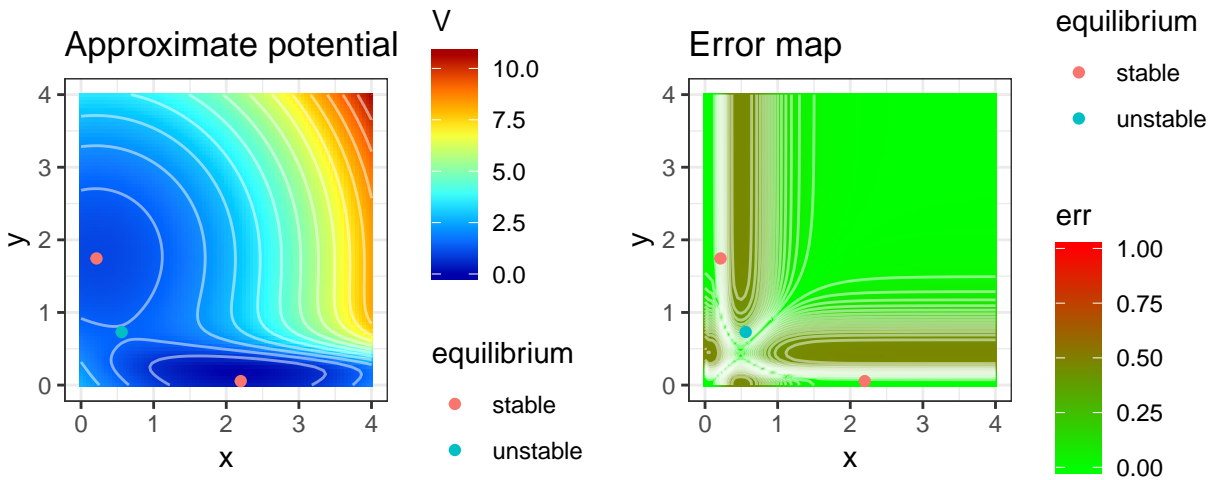 Approximate potential
y
4
3
2
1
0
0 1 2 3 4
x
V
10.0
7.5
5.0
2.5
0.0
equilibrium
stable
unstable
Error map
y
4
3
2
1
0
0 1 2 3 4
x
equilibrium
stable
unstable
err
1.00
0.75
0.50
0.25
0.00